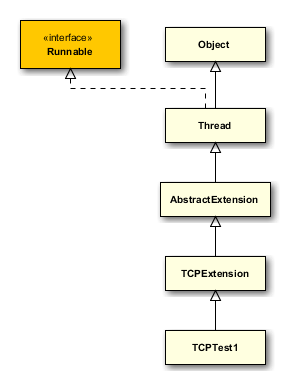 «interface»
Runnable
Object
Thread
AbstractExtension
TCPExtension
TCPTest1